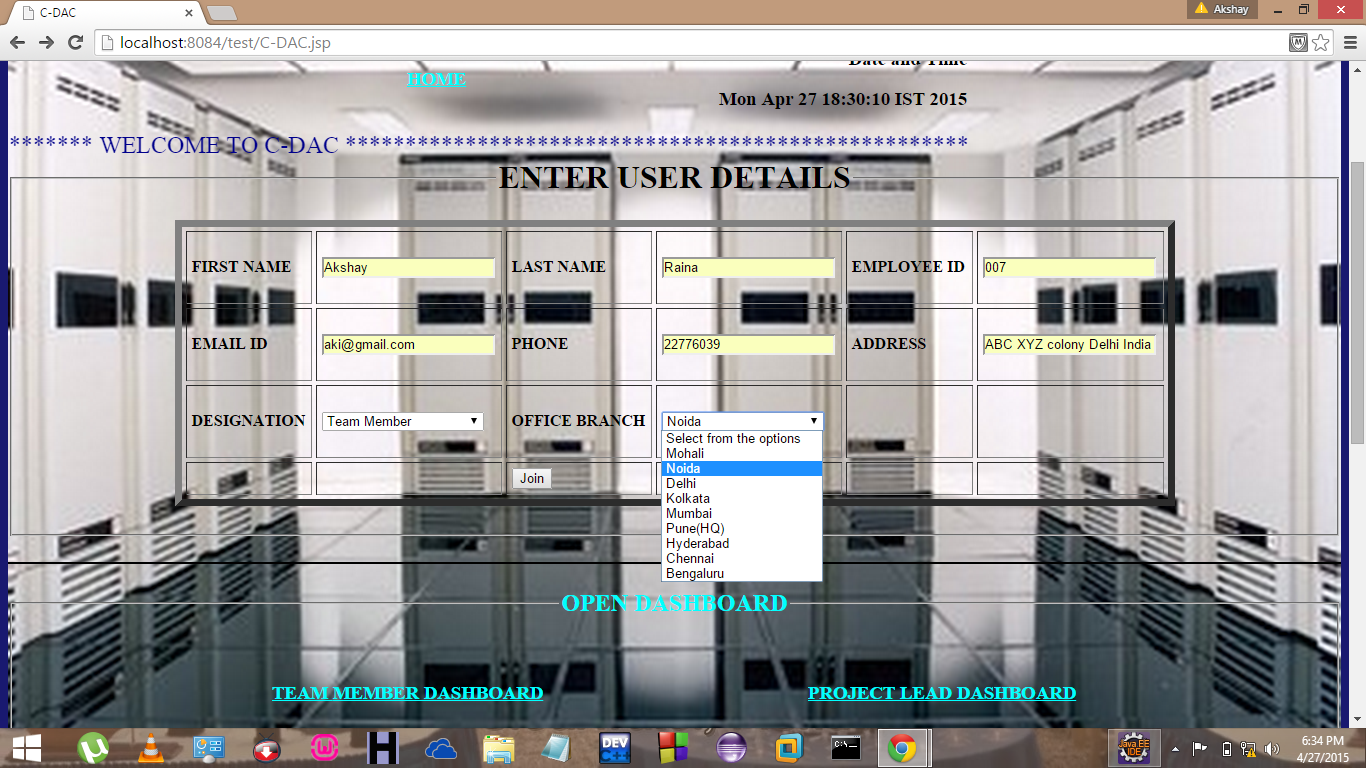 C-DAC
Akshay
localhost:8084/test/C-DAC.jsp
Date and Time
HOME
Mon Apr 27 18:30:10 IST 2015
******* WELCOME TO C-DAC ****************************************************
ENTER USER DETAILS
FIRST NAME Akshay LAST NAME Raina EMPLOYEE ID 007
EMAIL ID aki@gmail.com PHONE 22776039 ADDRESS ABC XYZ colony Delhi India
DESIGNATION Team Member OFFICE BRANCH Noida
Select from the options
Mohali
Noida
Delhi
Kolkata
Mumbai
Pune(HQ)
Hyderabad
Chennai
Bengaluru
Join
OPEN DASHBOARD
TEAM MEMBER DASHBOARD PROJECT LEAD DASHBOARD
DEV C++
C:\_
Java EE IDE
6:34 PM
4/27/2015